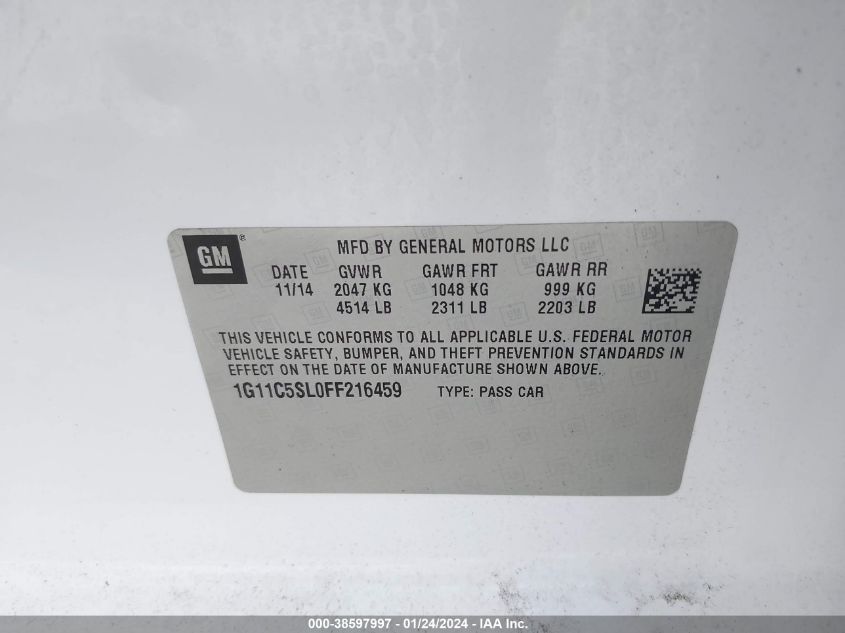 GM ®
MFD BY GENERAL MOTORS LLC
DATE GVWR GAWR FRT GAWR RR
11/14 2047 KG 1048 KG 999 KG
4514 LB 2311 LB 2203 LB
THIS VEHICLE CONFORMS TO ALL APPLICABLE U.S. FEDERAL MOTOR
VEHICLE SAFETY, BUMPER, AND THEFT PREVENTION STANDARDS IN
EFFECT ON THE DATE OF MANUFACTURE SHOWN ABOVE.
1G11C5SL0FF216459 TYPE: PASS CAR
000-38597997 - 01/24/2024 - IAA Inc.